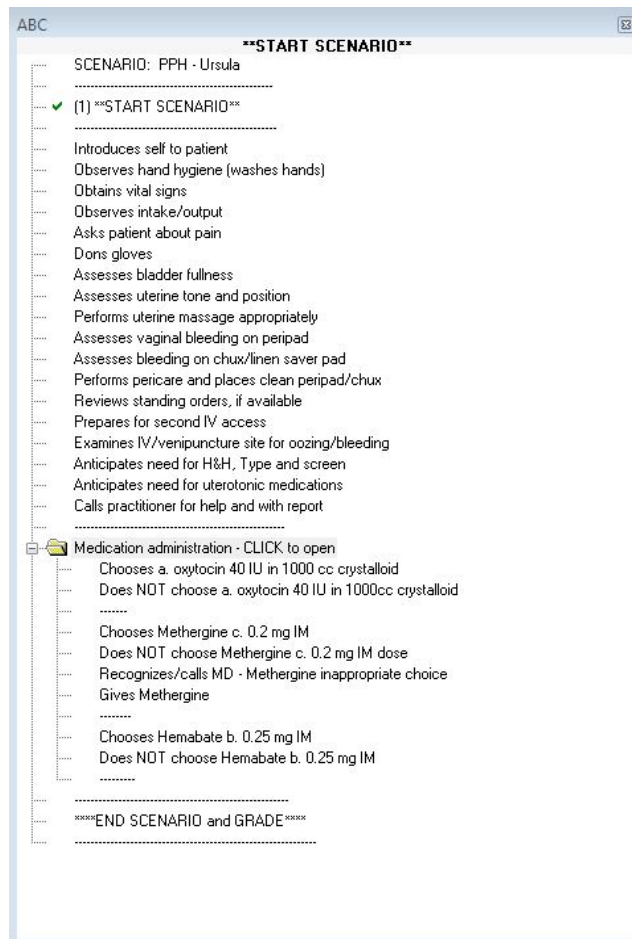 ABC
**START SCENARIO**
SCENARIO: PPH - Ursula
--------------------------------------------------
(1) **START SCENARIO**
---------------------------------------------------
Introduces self to patient
Observes hand hygiene (washes hands)
Obtains vital signs
Observes intake/output
Asks patient about pain
Dons gloves
Assesses bladder fullness
Assesses uterine tone and position
Performs uterine massage appropriately
Assesses vaginal bleeding on peripad
Assesses bleeding on chux/linen saver pad
Performs pericare and places clean peripad/chux
Reviews standing orders, if available
Prepares for second IV access
Examines IV/venipuncture site for oozing/bleeding
Anticipates need for H&H, Type and screen
Anticipates need for uterotonic medications
Calls practitioner for help and with report
-----------------------------------------------------
Medication administration - CLICK to open
Chooses a. oxytocin 40 IU in 1000 cc crystalloid
Does NOT choose a. oxytocin 40 IU in 1000cc crystalloid
-------
Chooses Methergine c. 0.2 mg IM
Does NOT choose Methergine c. 0.2 mg IM dose
Recognizes/calls MD - Methergine inappropriate choice
Gives Methergine
--------
Chooses Hemabate b. 0.25 mg IM
Does NOT choose Hemabate b. 0.25 mg IM
---------
------------------------------------------------------
****END SCENARIO and GRADE****
-------------------------------------------------------------